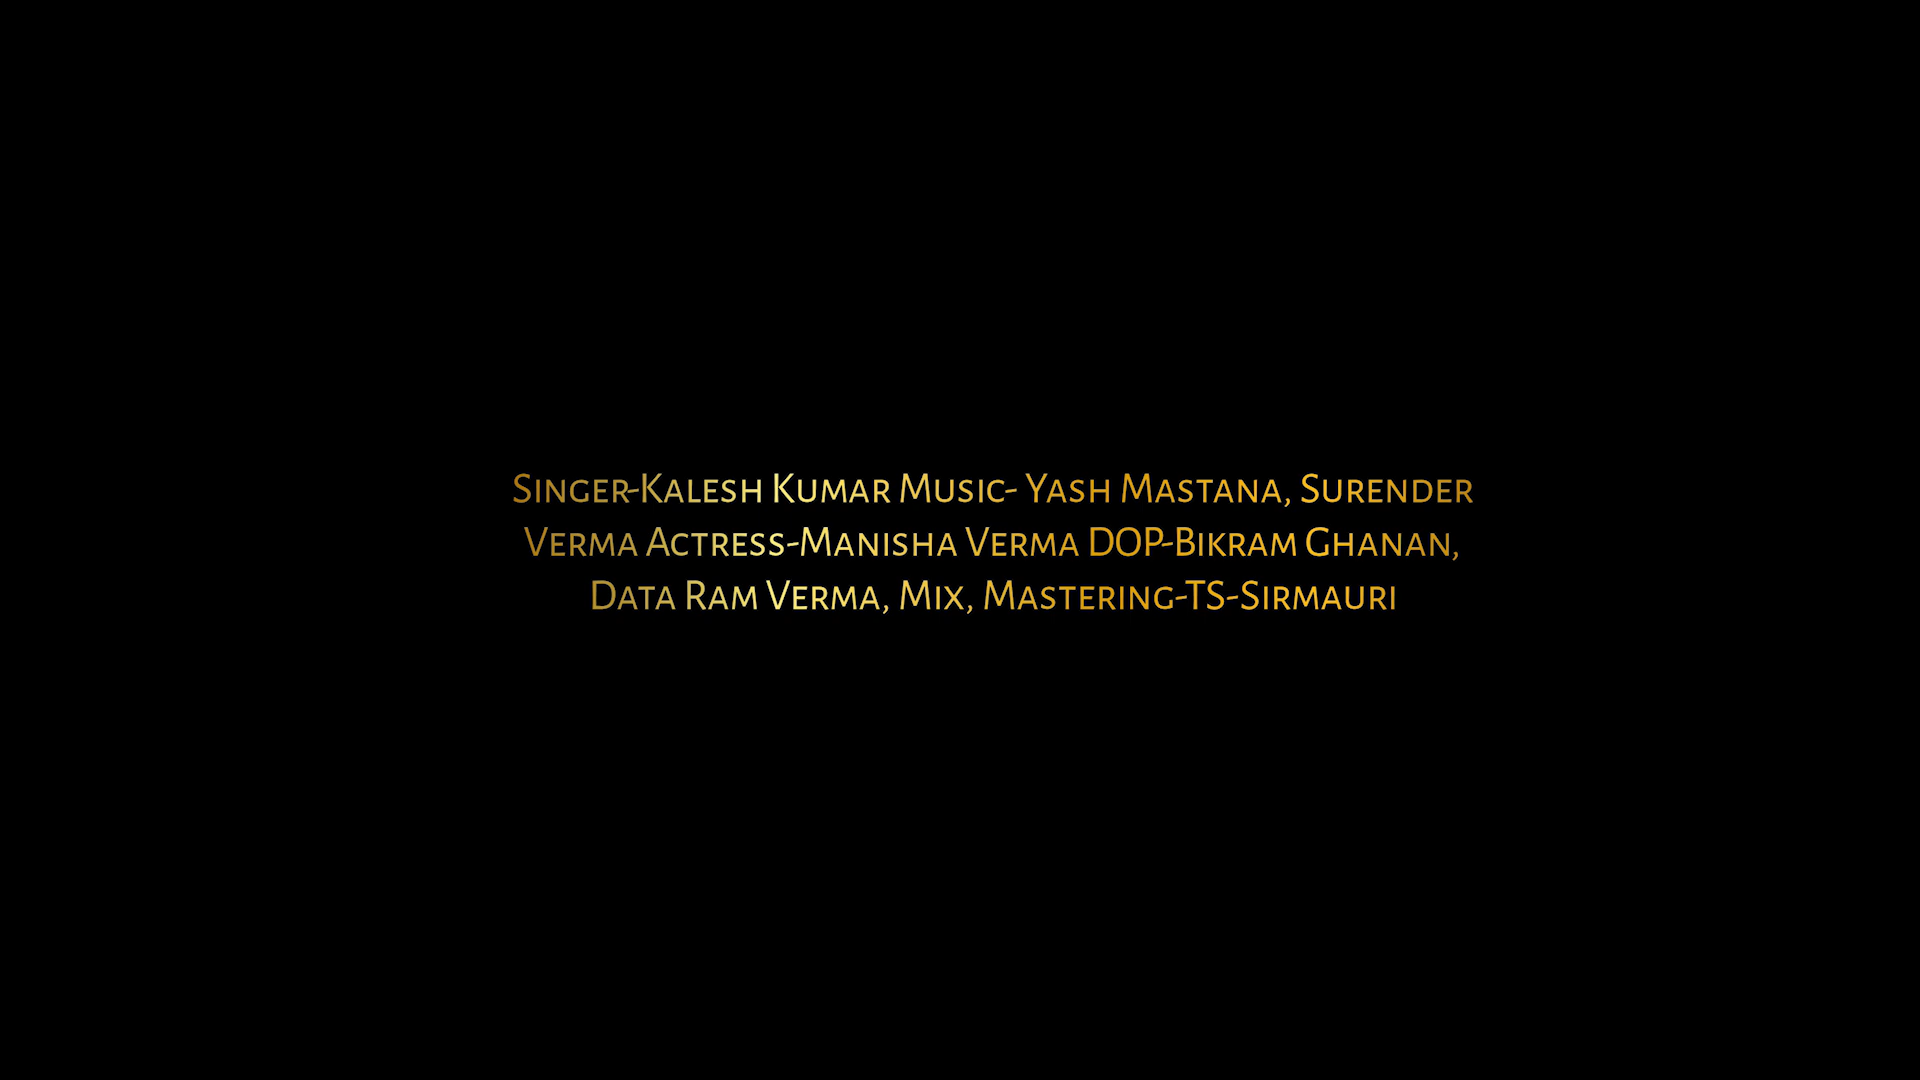 Singer-Kalesh Kumar Music- Yash Mastana, Surender
Verma Actress-Manisha Verma DOP-Bikram Ghanan,
Data Ram Verma, Mix, Mastering-TS-Sirmauri